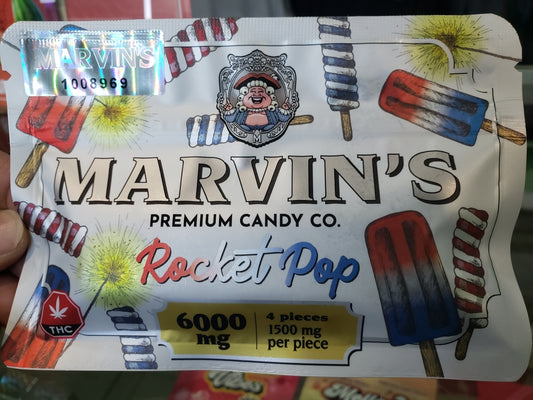 MARVIN'S
1008969
MARVIN'S
PREMIUM CANDY CO.
Rocket Pop
6000 mg
4 pieces
1500 mg
per piece
THC